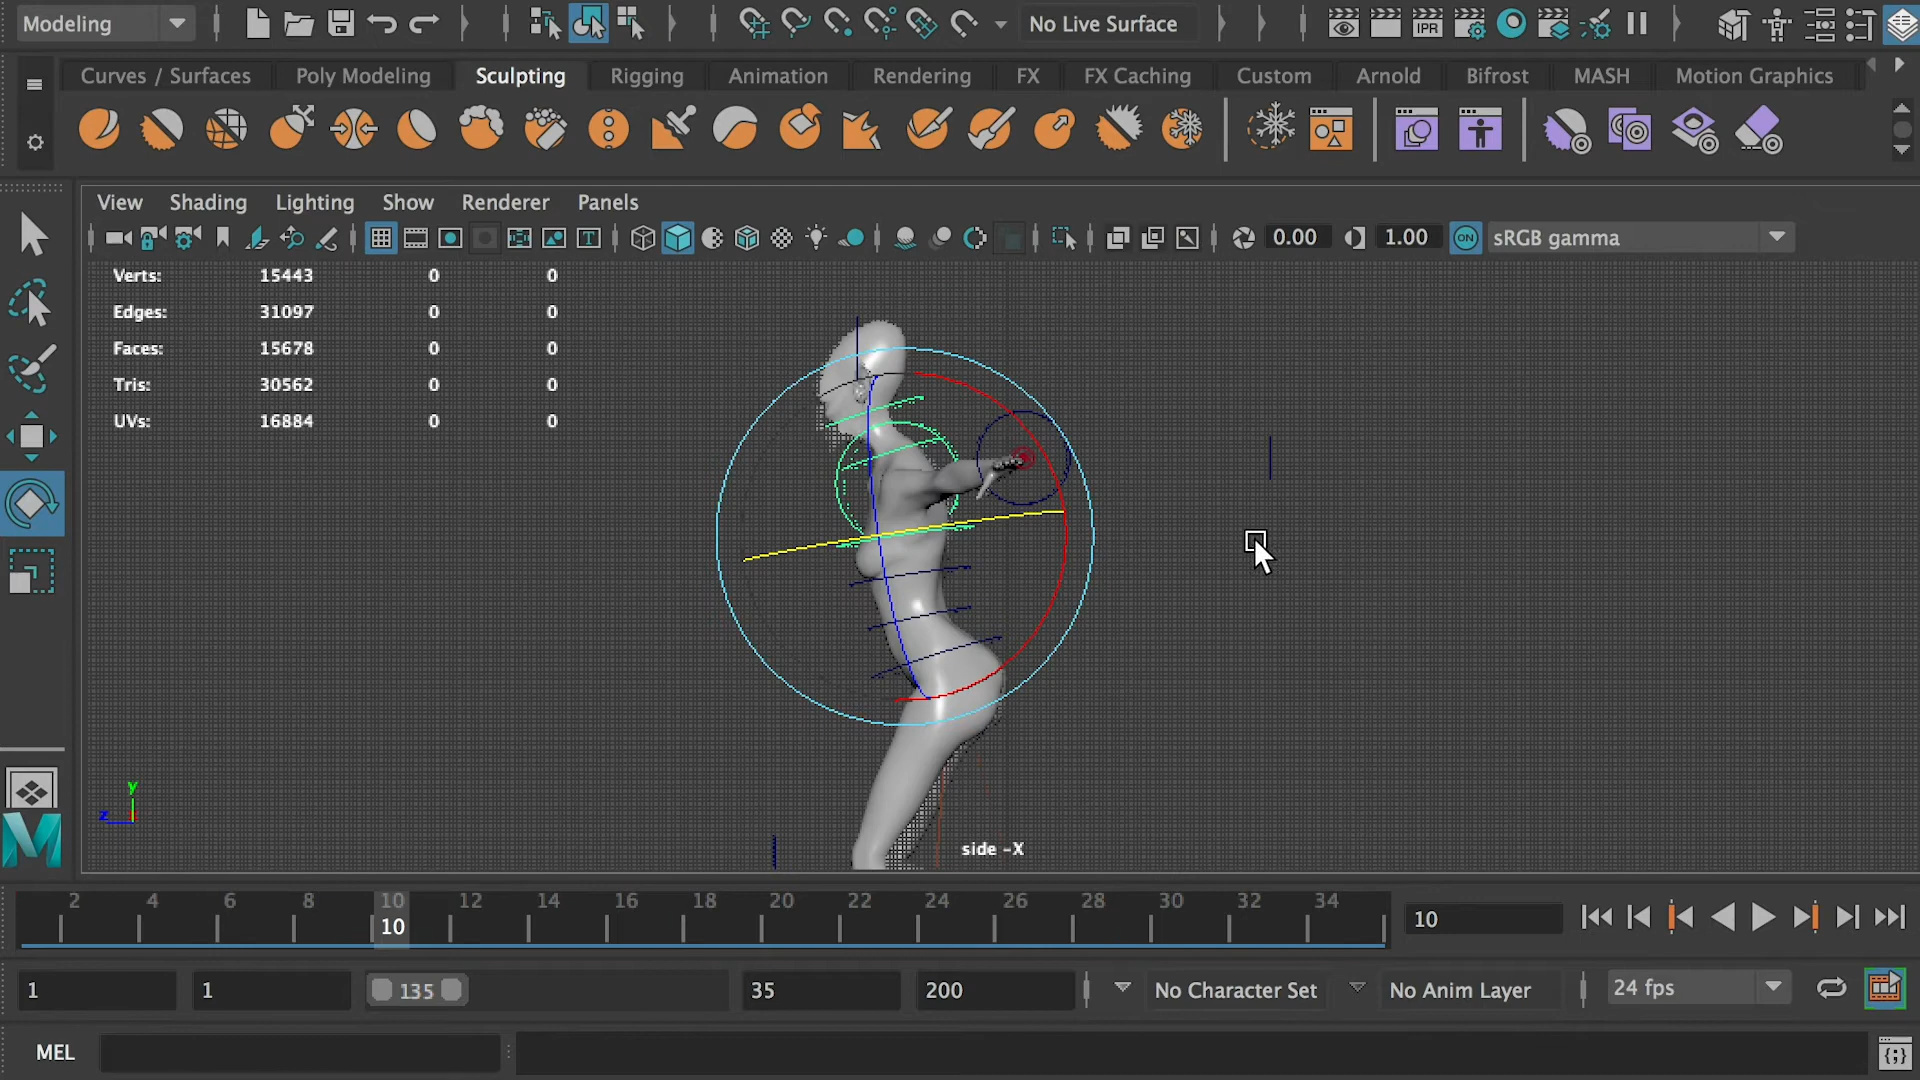 Modeling
No Live Surface
IPR
Curves / Surfaces Poly Modeling Sculpting Rigging Animation Rendering FX FX Caching Custom Arnold Bifrost MASH Motion Graphics
View Shading Lighting Show Renderer Panels
0.00 1.00 ON sRGB gamma
Verts: 15443 0 0
Edges: 31097 0 0
Faces: 15678 0 0
Tris: 30562 0 0
UVs: 16884 0 0
y
z
side -X
2 4 6 8 10 12 14 16 18 20 22 24 26 28 30 32 34
10
10
1 1 135 35 200 No Character Set No Anim Layer 24 fps
MEL